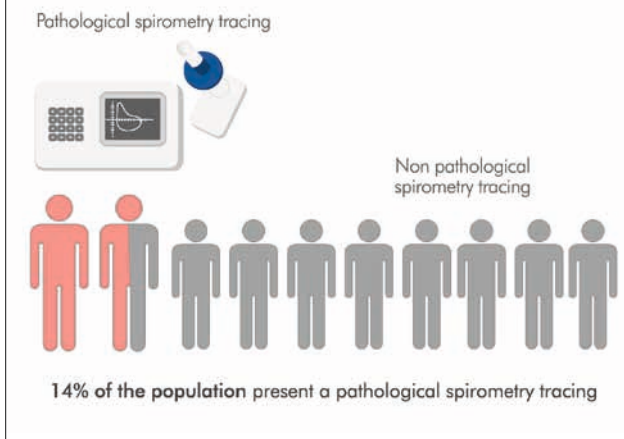 Pathological spirometry tracing
Non pathological
spirometry tracing
14% of the population present a pathological spirometry tracing